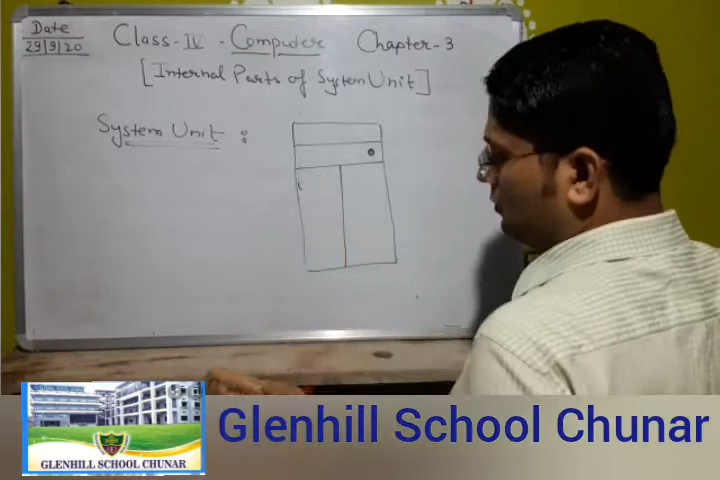 Date
29/9/20
Class-IV - Computer Chapter-3
[Internal Parts of System Unit]
System Unit :
Glenhill School Chunar
GLENHILL SCHOOL CHUNAR